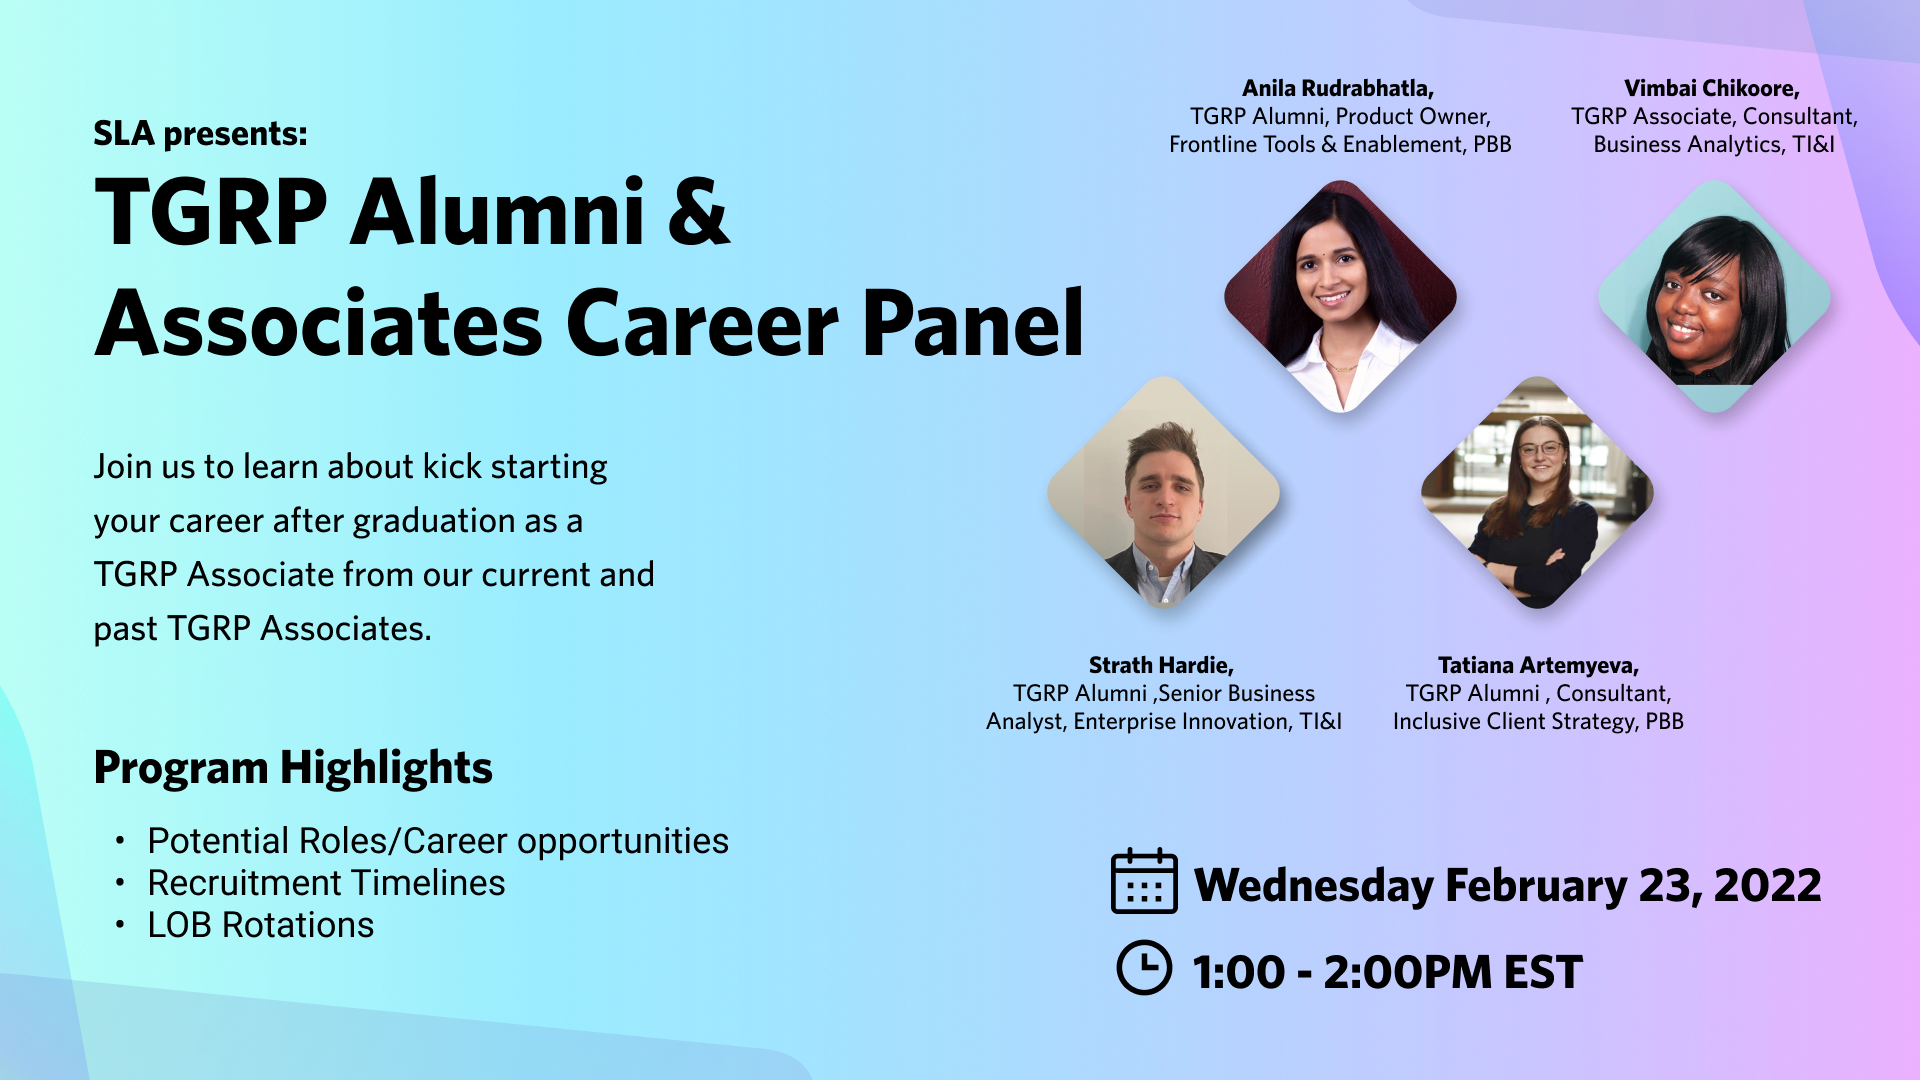 SLA presents:
TGRP Alumni &
Associates Career Panel
Join us to learn about kick starting
your career after graduation as a
TGRP Associate from our current and
past TGRP Associates.
Program Highlights
• Potential Roles/Career opportunities
• Recruitment Timelines
• LOB Rotations
Anila Rudrabhatla,
TGRP Alumni, Product Owner,
Frontline Tools & Enablement, PBB
Vimbai Chikoore,
TGRP Associate, Consultant,
Business Analytics, TI&I
Strath Hardie,
TGRP Alumni ,Senior Business
Analyst, Enterprise Innovation, TI&I
Tatiana Artemyeva,
TGRP Alumni , Consultant,
Inclusive Client Strategy, PBB
Wednesday February 23, 2022
1:00 - 2:00PM EST